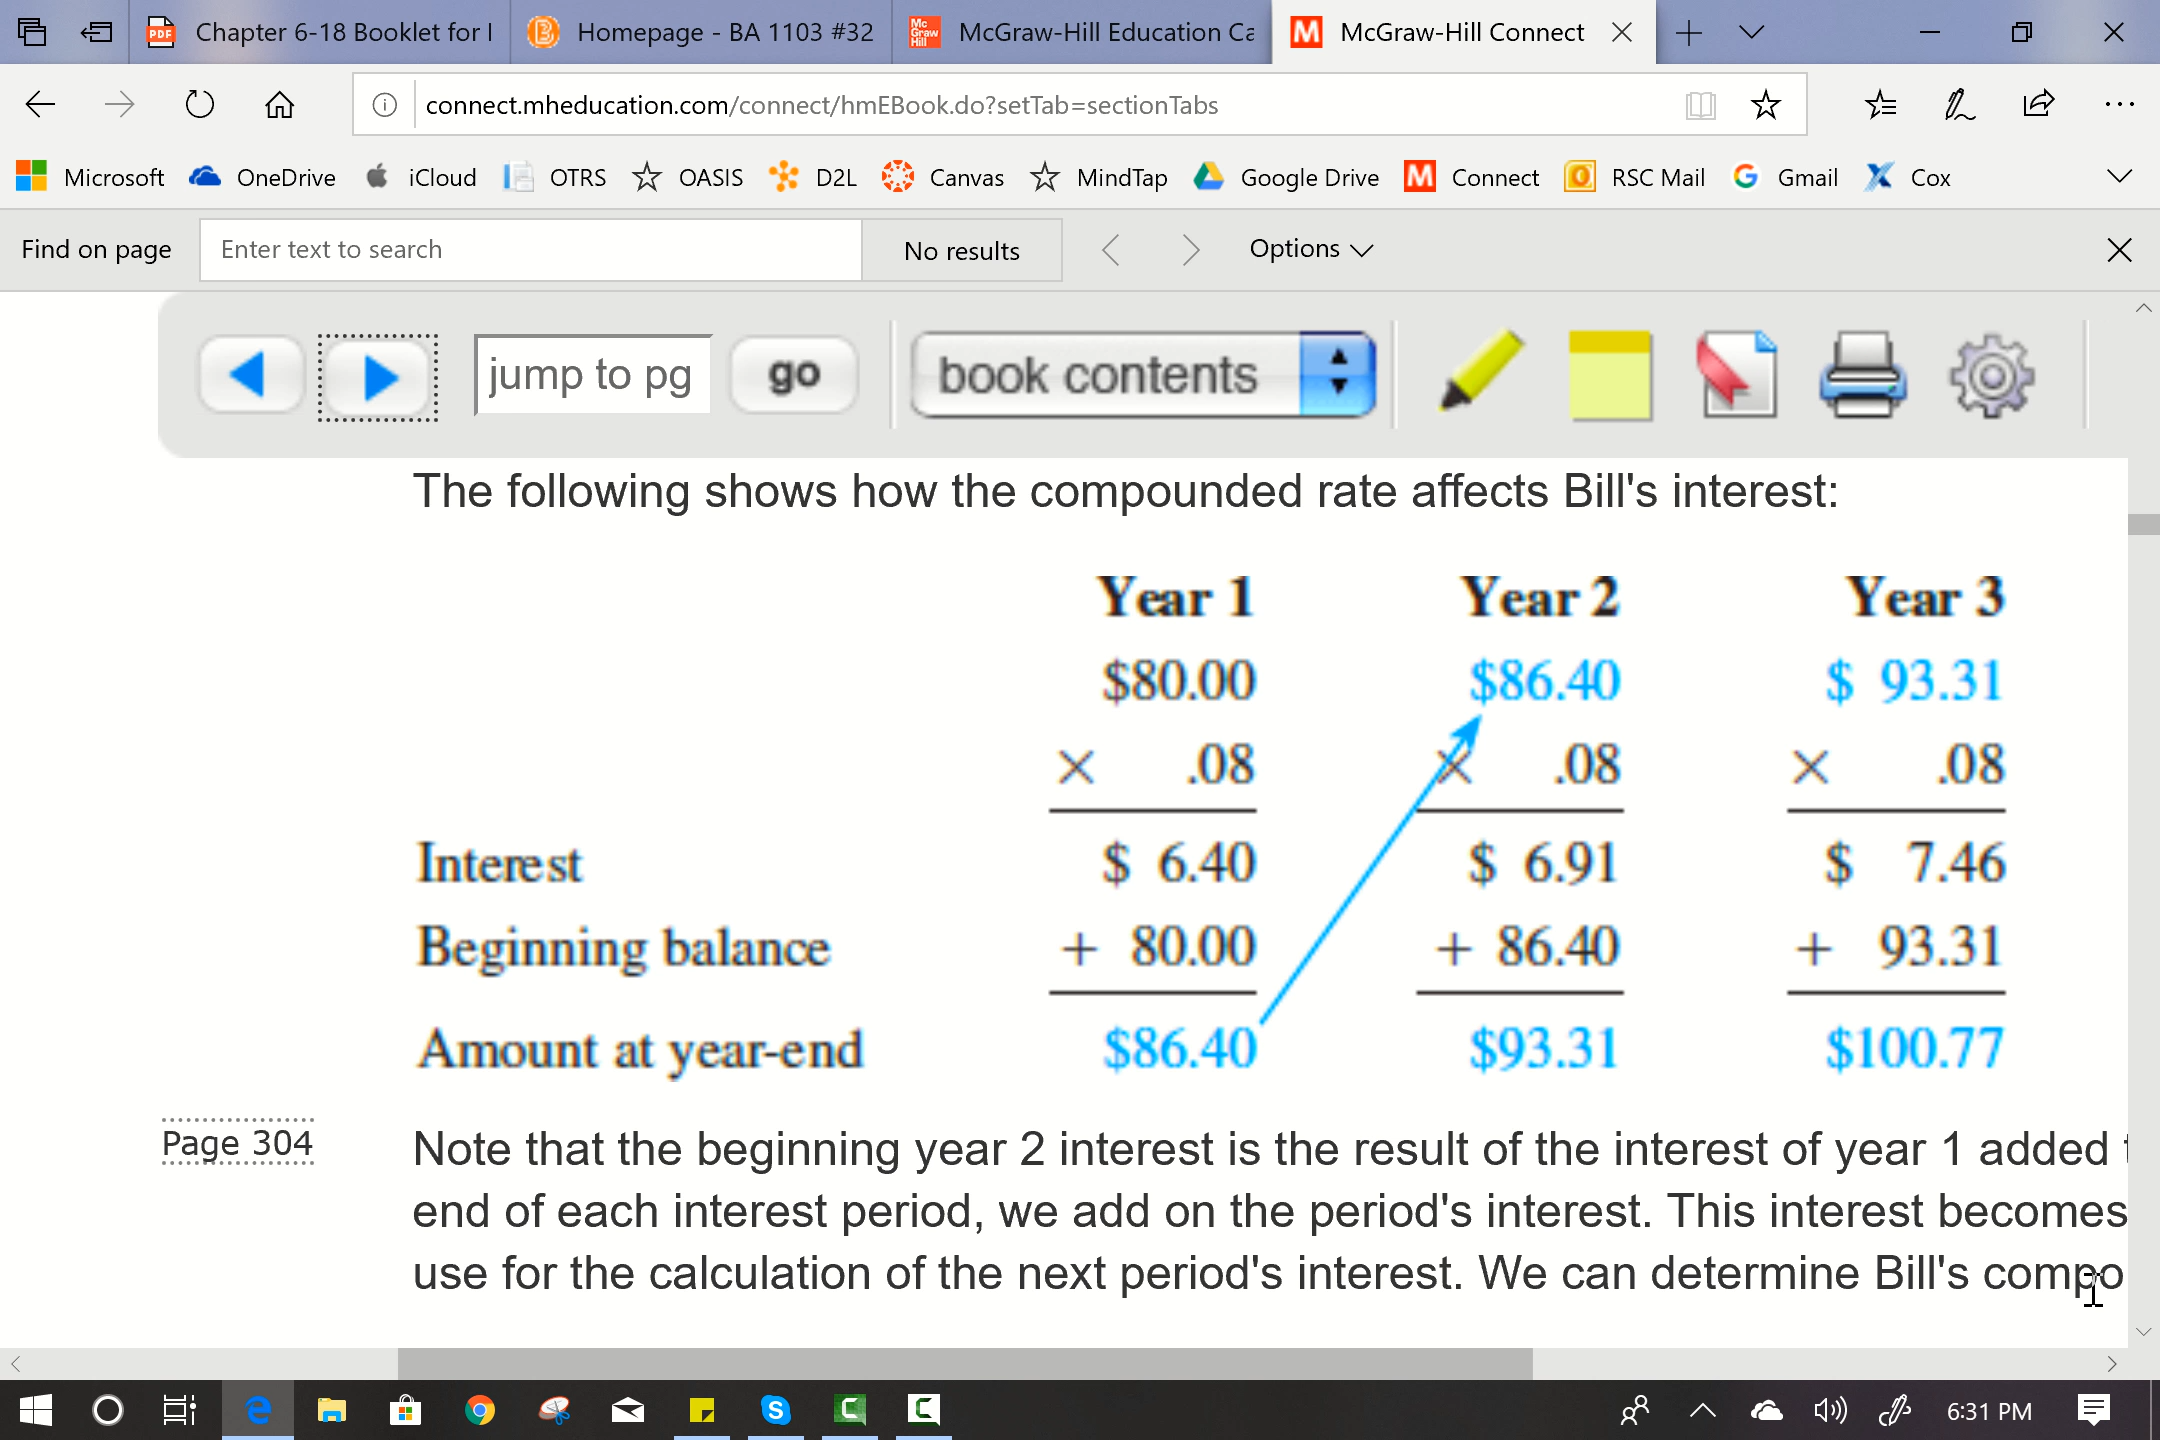 Chapter 6-18 Booklet for I
Homepage - BA 1103 #32
McGraw-Hill Education Ca
McGraw-Hill Connect
connect.mheducation.com/connect/hmEBook.do?setTab=sectionTabs
Microsoft OneDrive iCloud OTRS OASIS D2L Canvas MindTap Google Drive Connect RSC Mail Gmail Cox
Find on page Enter text to search No results Options
jump to pg go book contents
The following shows how the compounded rate affects Bill's interest:
Year 1 Year 2 Year 3
$80.00 $86.40 $ 93.31
× .08 × .08 × .08
Interest $ 6.40 $ 6.91 $ 7.46
Beginning balance + 80.00 + 86.40 + 93.31
Amount at year-end $86.40 $93.31 $100.77
Page 304
Note that the beginning year 2 interest is the result of the interest of year 1 added
end of each interest period, we add on the period's interest. This interest becomes
use for the calculation of the next period's interest. We can determine Bill's compo
6:31 PM